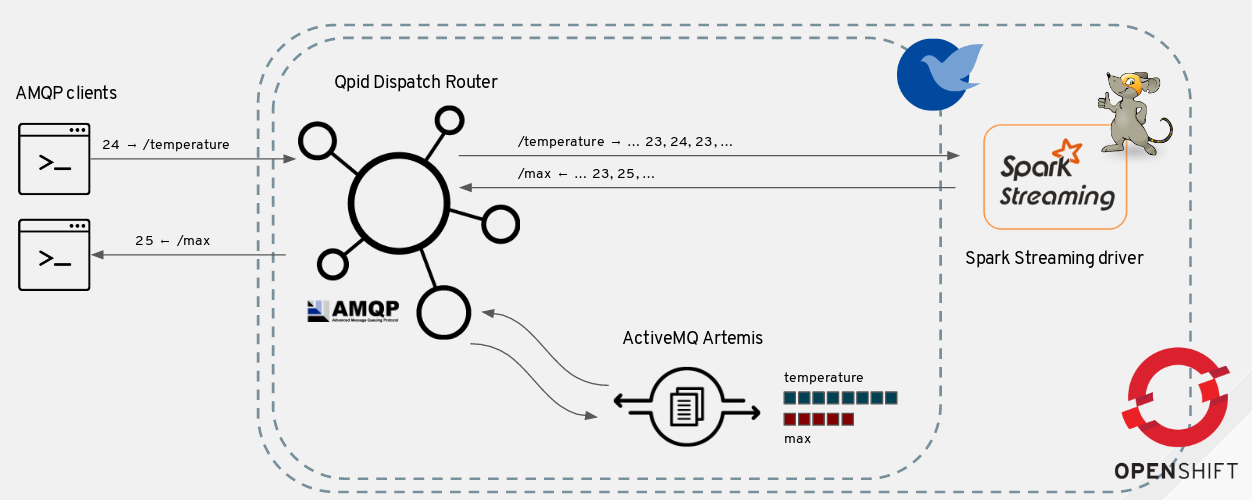 Qpid Dispatch Router
AMQP clients
24 → /temperature
/temperature → ... 23, 24, 23, ...
/max ← ... 23, 25, ...
>_
Spark
Streaming
25 ← /max
>_
Spark Streaming driver
AMQP
Advanced Message Queuing Protocol
ActiveMQ Artemis
temperature
max
OPENSHIFT